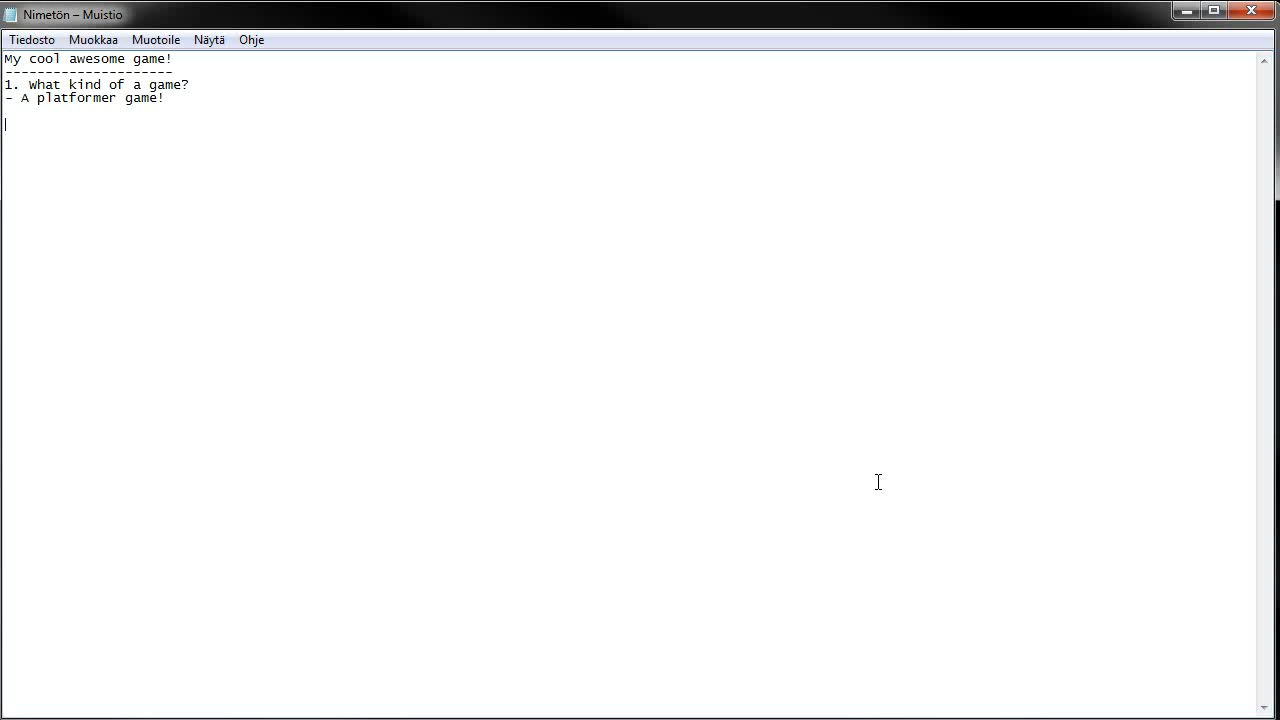 Nimetön – Muistio
Tiedosto Muokkaa Muotoile Näytä Ohje
My cool awesome game!
---------------------
1. What kind of a game?
- A platformer game!